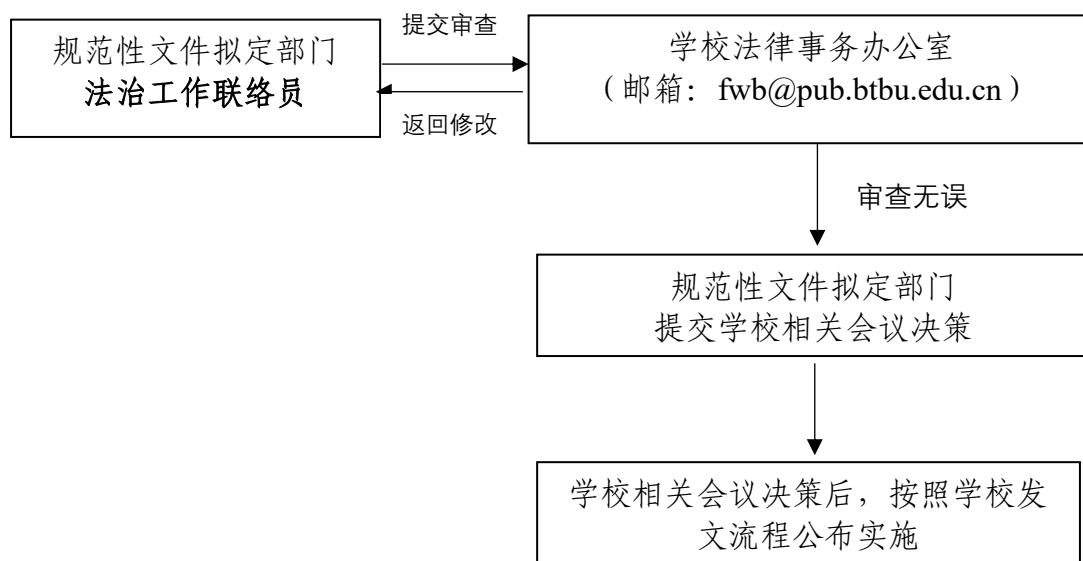 规范性文件拟定部门
法治工作联络员
提交审查
返回修改
学校法律事务办公室
（邮箱：fwb@pub.btbu.edu.cn）
审查无误
规范性文件拟定部门
提交学校相关会议决策
学校相关会议决策后，按照学校发
文流程公布实施